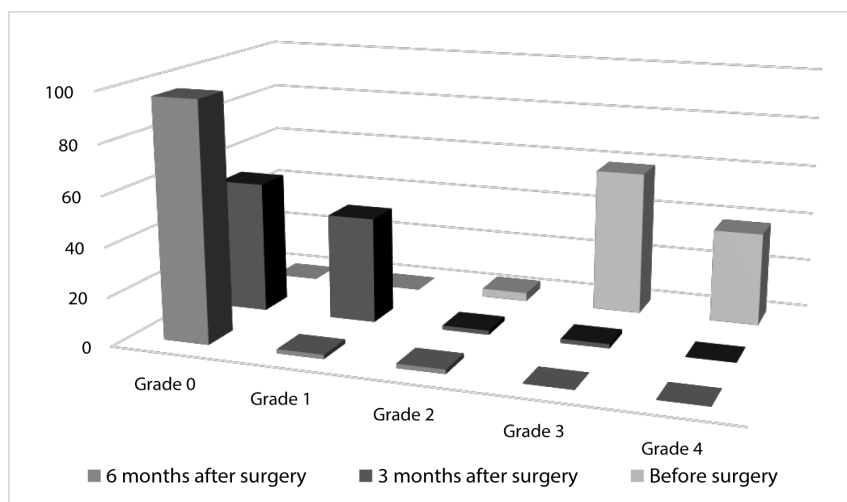 100
80
60
40
20
0
Grade 0
Grade 1
Grade 2
Grade 3
Grade 4
6 months after surgery 3 months after surgery Before surgery